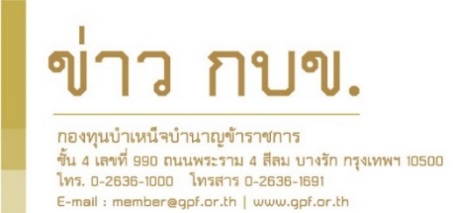 ข่าว กบข.
กองทุนบำเหน็จบำนาญข้าราชการ
ชั้น 4 เลขที่ 990 ถนนพระราม 4 สีลม บางรัก กรุงเทพฯ 10500
โทร. 0-2636-1000 โทรสาร 0-2636-1691
E-mail : member@gpf.or.th | www.gpf.or.th